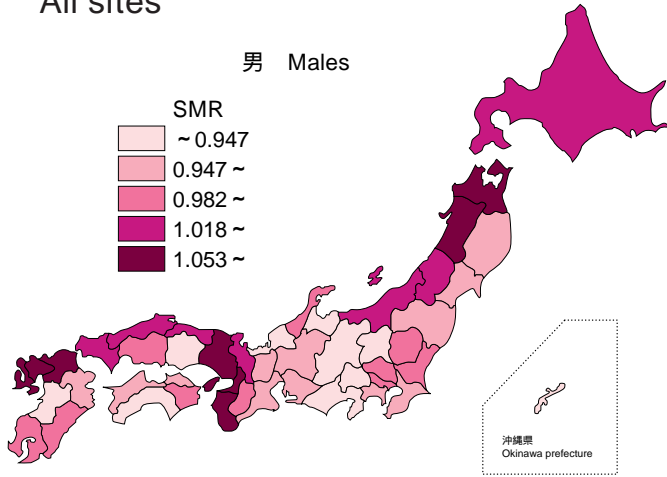 All sites
男 Males
SMR
~ 0.947
0.947 ~
0.982 ~
1.018 ~
1.053 ~
沖縄県
Okinawa prefecture